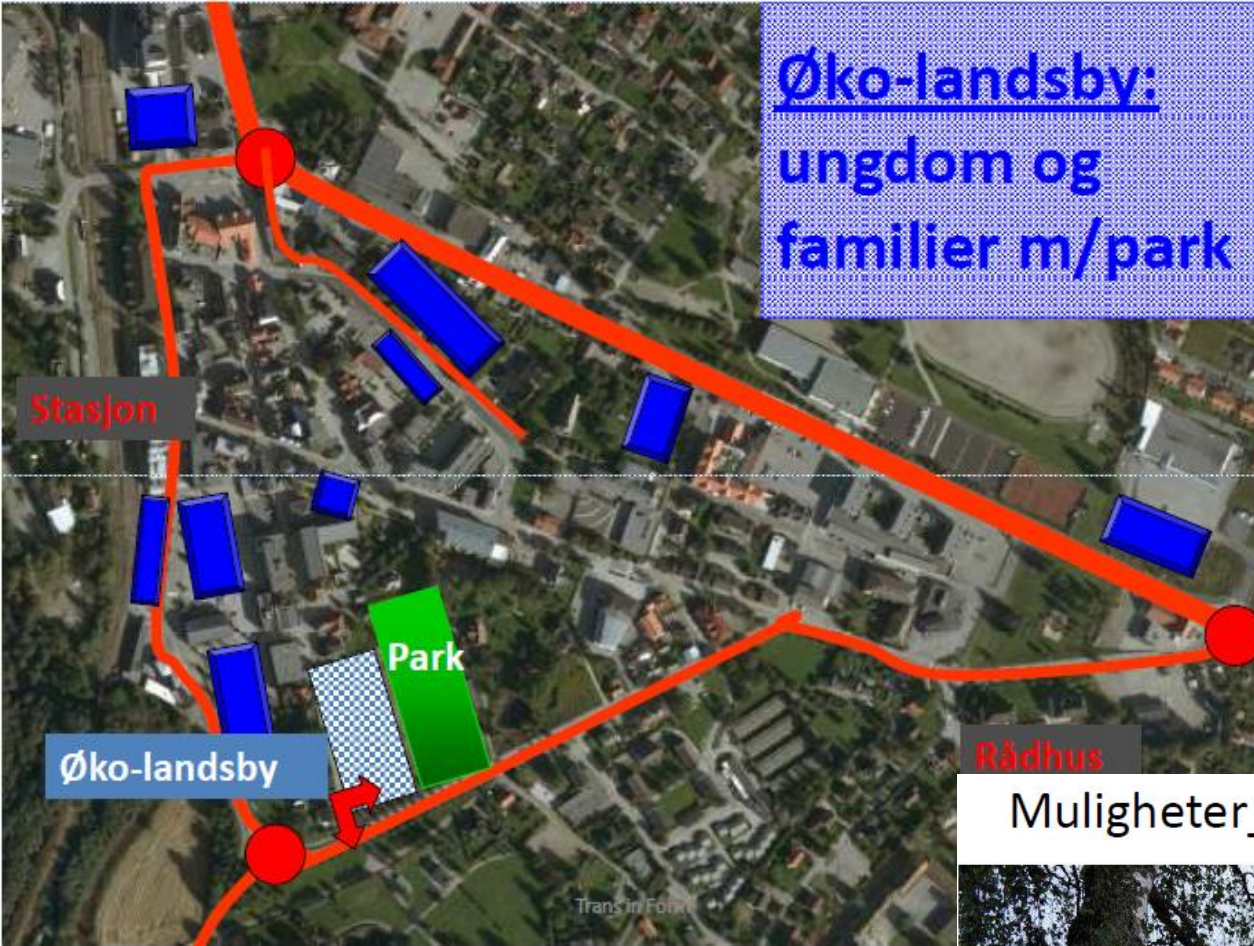 Øko-landsby:
ungdom og
familier m/park
Stasjon
Park
Øko-landsby
Rådhus
Muligheter
Trans in Form